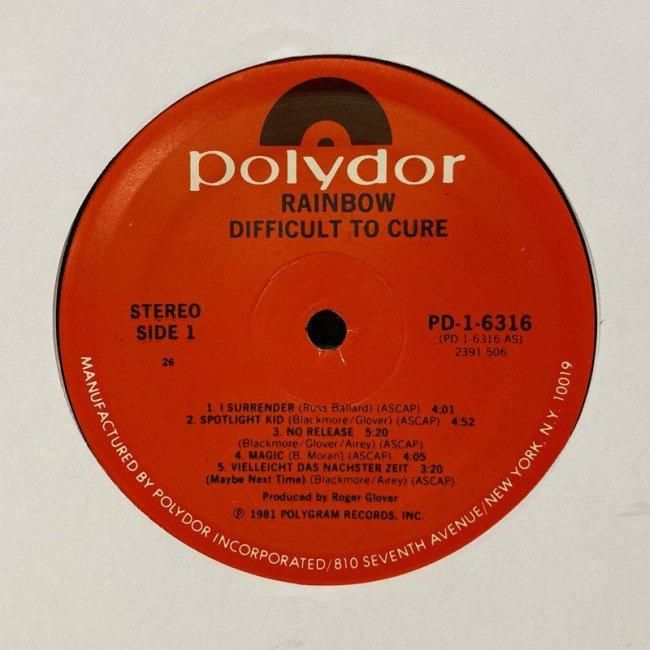 polydor
RAINBOW
DIFFICULT TO CURE
STEREO
SIDE 1
26
PD-1-6316
(PD 1 6316 AS)
2391 506
1. I SURRENDER (Russ Ballard) (ASCAP) 4:01
2. SPOTLIGHT KID (Blackmore/Glover) (ASCAP) 4:52
3. NO RELEASE 5:20
(Blackmore/Glover/Airey) (ASCAP)
4. MAGIC (B. Moran) (ASCAP) 4:05
5. VIELLEICHT DAS NACHSTER ZEIT 3:20
(Maybe Next Time) (Blackmore/Airey) (ASCAP)
Produced by Roger Glover
℗ 1981 POLYGRAM RECORDS, INC.
MANUFACTURED BY POLYDOR INCORPORATED/810 SEVENTH AVENUE/NEW YORK, N.Y. 10019